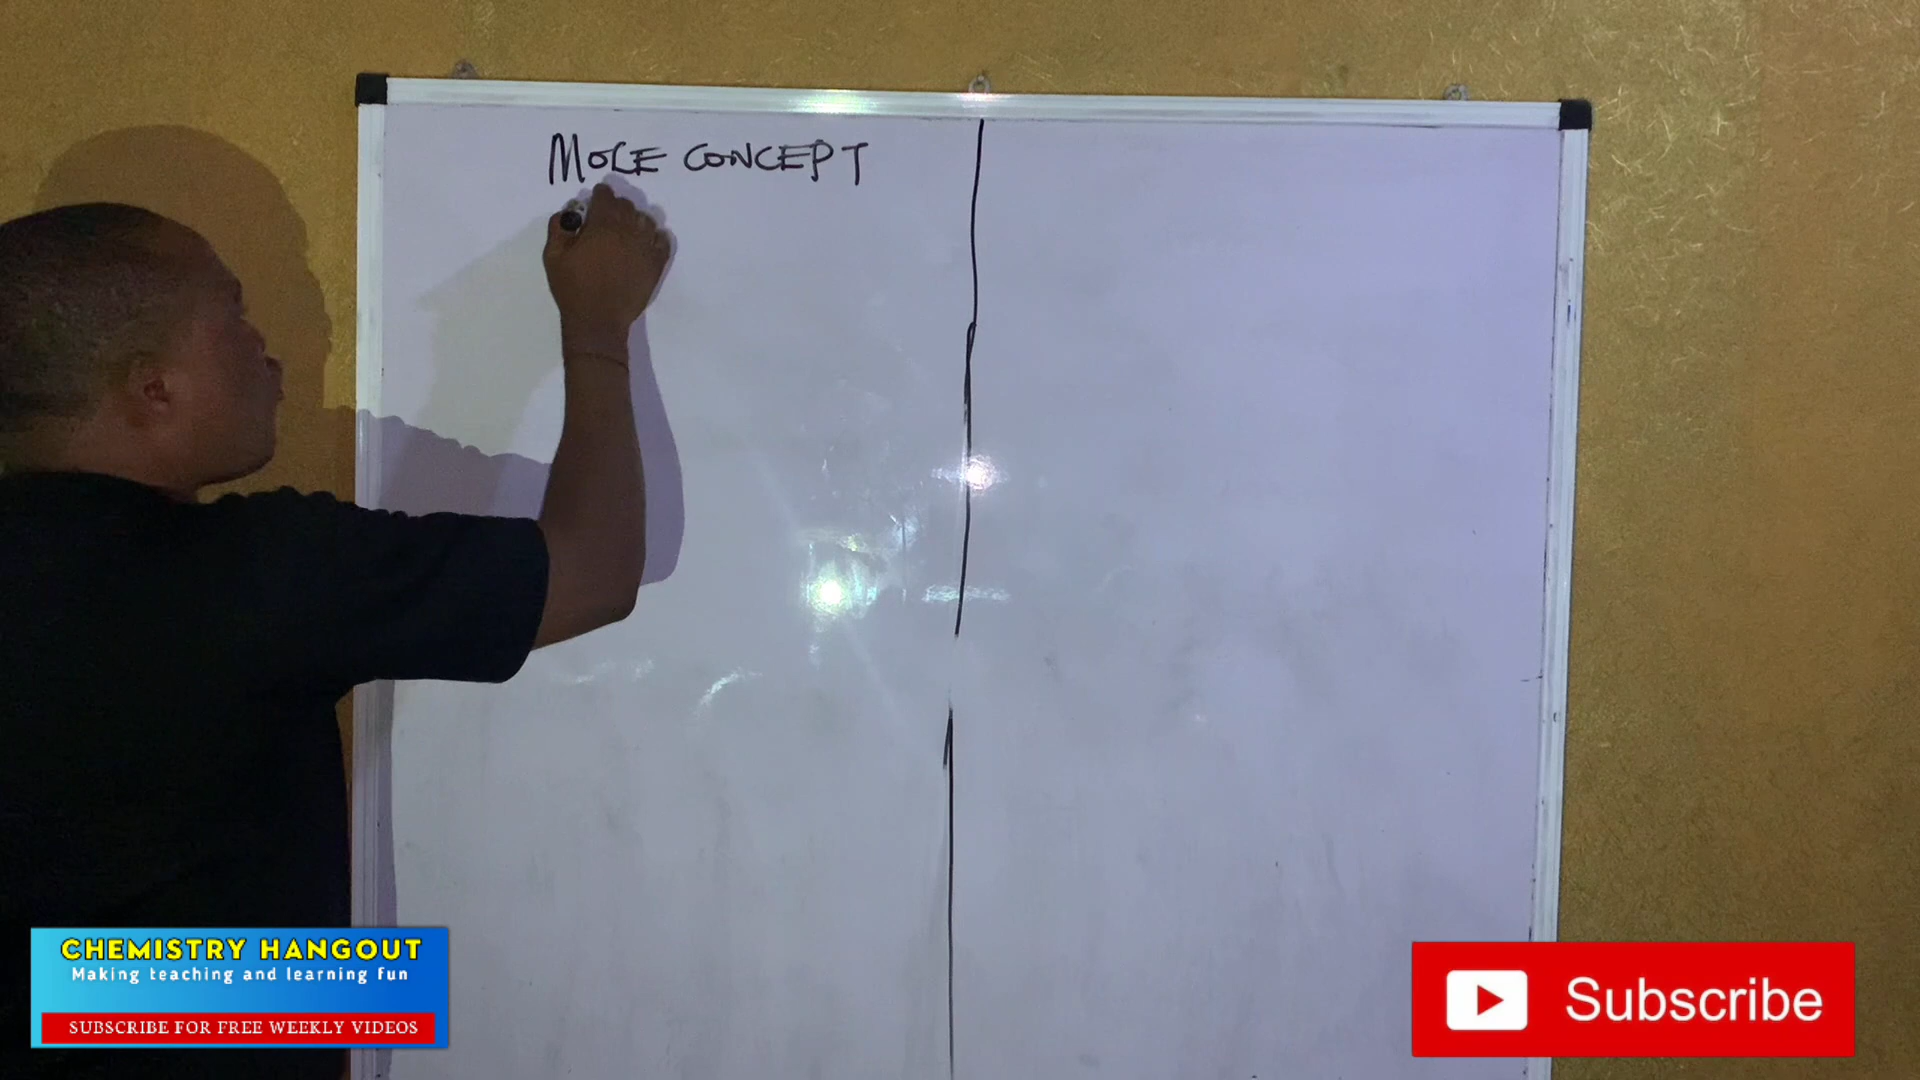 MOLE CONCEPT
CHEMISTRY HANGOUT
Making teaching and learning fun
SUBSCRIBE FOR FREE WEEKLY VIDEOS
Subscribe